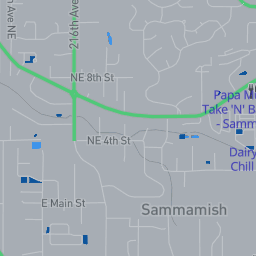 Ave NE
216th Ave
NE 8th St
Papa M
Take 'N' B
- Samm
NE 4th St
Dairy
Chill
E Main St
Sammamish